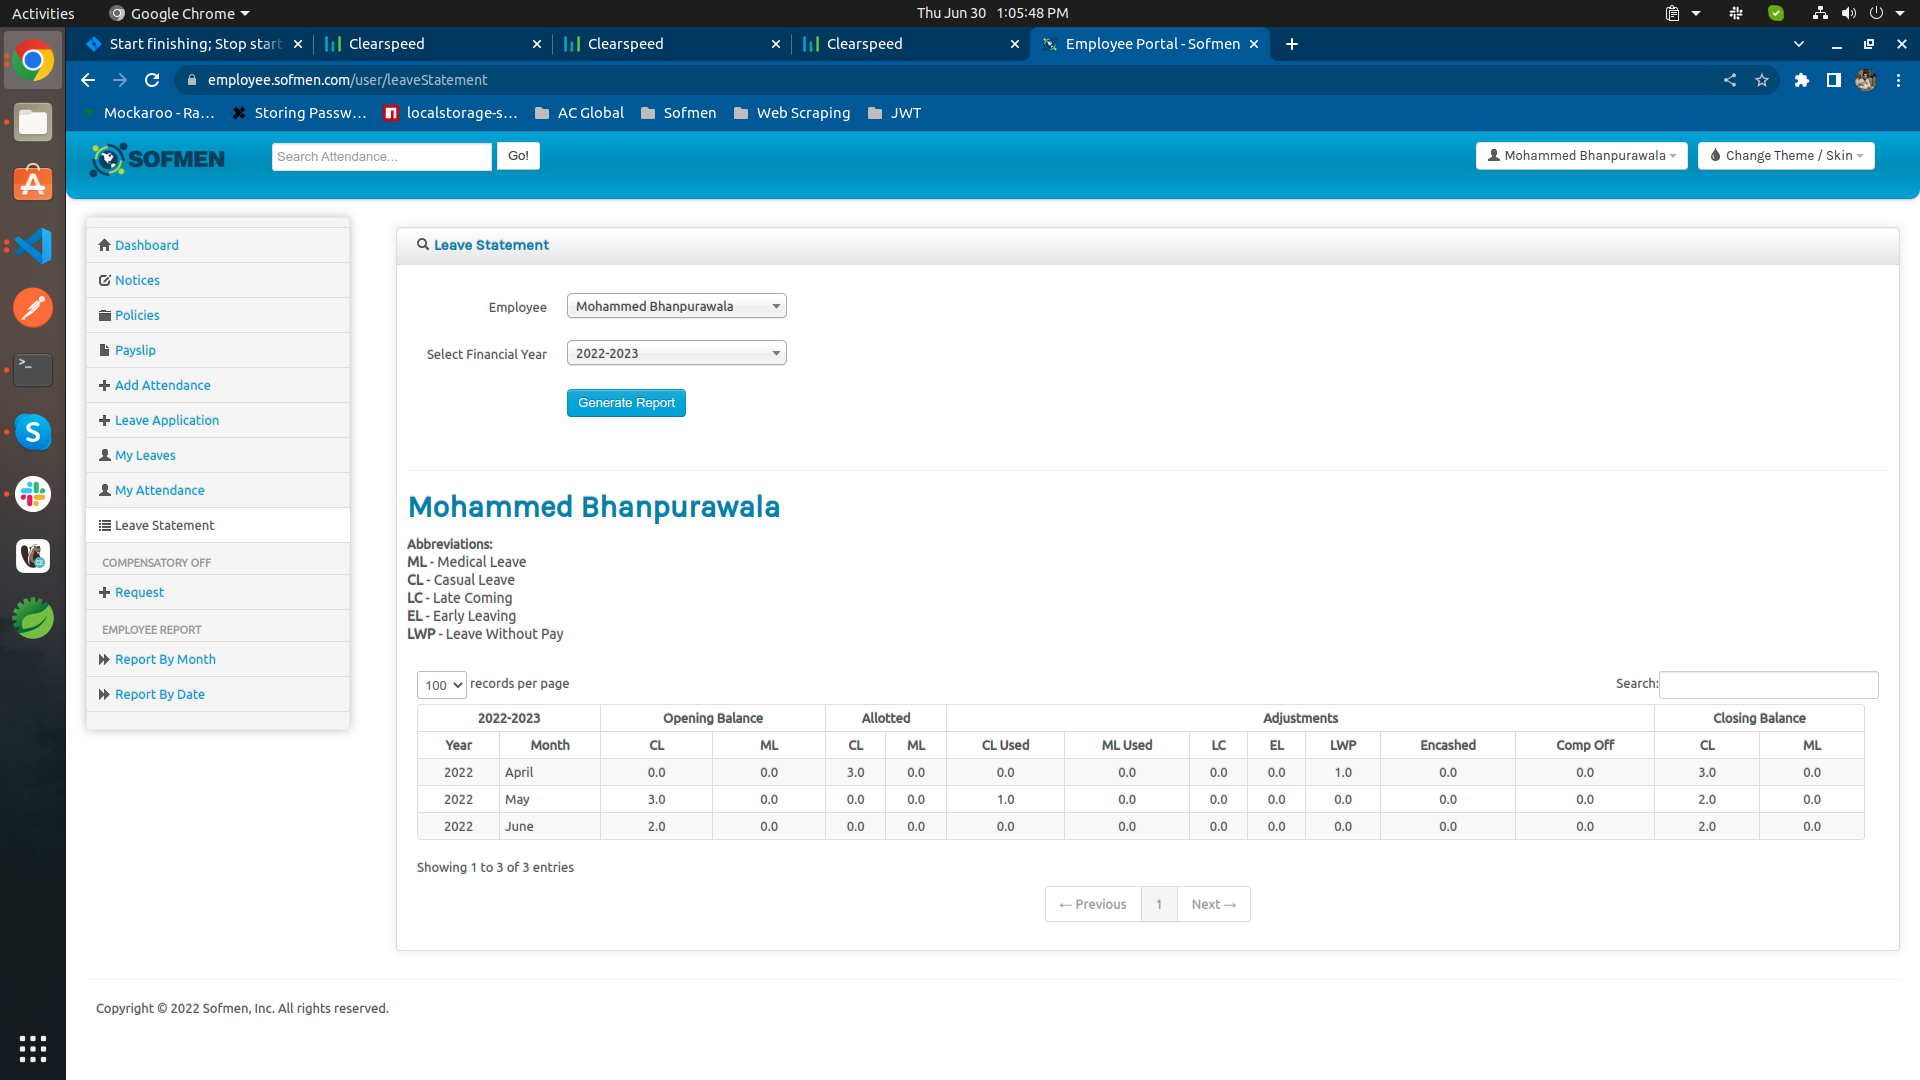 Activities
Google Chrome
Thu Jun 30 1:05:48 PM
Start finishing; Stop start
Clearspeed
Clearspeed
Clearspeed
Employee Portal - Sofmen
employee.sofmen.com/user/leaveStatement
Mockaroo - Ra...
Storing Passw...
localstorage-s...
AC Global
Sofmen
Web Scraping
JWT
SOFMEN
Search Attendance...
Go!
Mohammed Bhanpurawala
Change Theme / Skin
Dashboard
Notices
Policies
Payslip
Add Attendance
Leave Application
My Leaves
My Attendance
Leave Statement
COMPENSATORY OFF
Request
EMPLOYEE REPORT
Report By Month
Report By Date
Leave Statement
Employee
Mohammed Bhanpurawala
Select Financial Year
2022-2023
Generate Report
Mohammed Bhanpurawala
Abbreviations:
ML - Medical Leave
CL - Casual Leave
LC - Late Coming
EL - Early Leaving
LWP - Leave Without Pay
100 records per page
Search:
2022-2023 Opening Balance Allotted Adjustments Closing Balance
Year Month CL ML CL ML CL Used ML Used LC EL LWP Encashed Comp Off CL ML
2022 April 0.0 0.0 3.0 0.0 0.0 0.0 0.0 0.0 1.0 0.0 0.0 3.0 0.0
2022 May 3.0 0.0 0.0 0.0 1.0 0.0 0.0 0.0 0.0 0.0 0.0 2.0 0.0
2022 June 2.0 0.0 0.0 0.0 0.0 0.0 0.0 0.0 0.0 0.0 0.0 2.0 0.0
Showing 1 to 3 of 3 entries
← Previous 1 Next →
Copyright © 2022 Sofmen, Inc. All rights reserved.